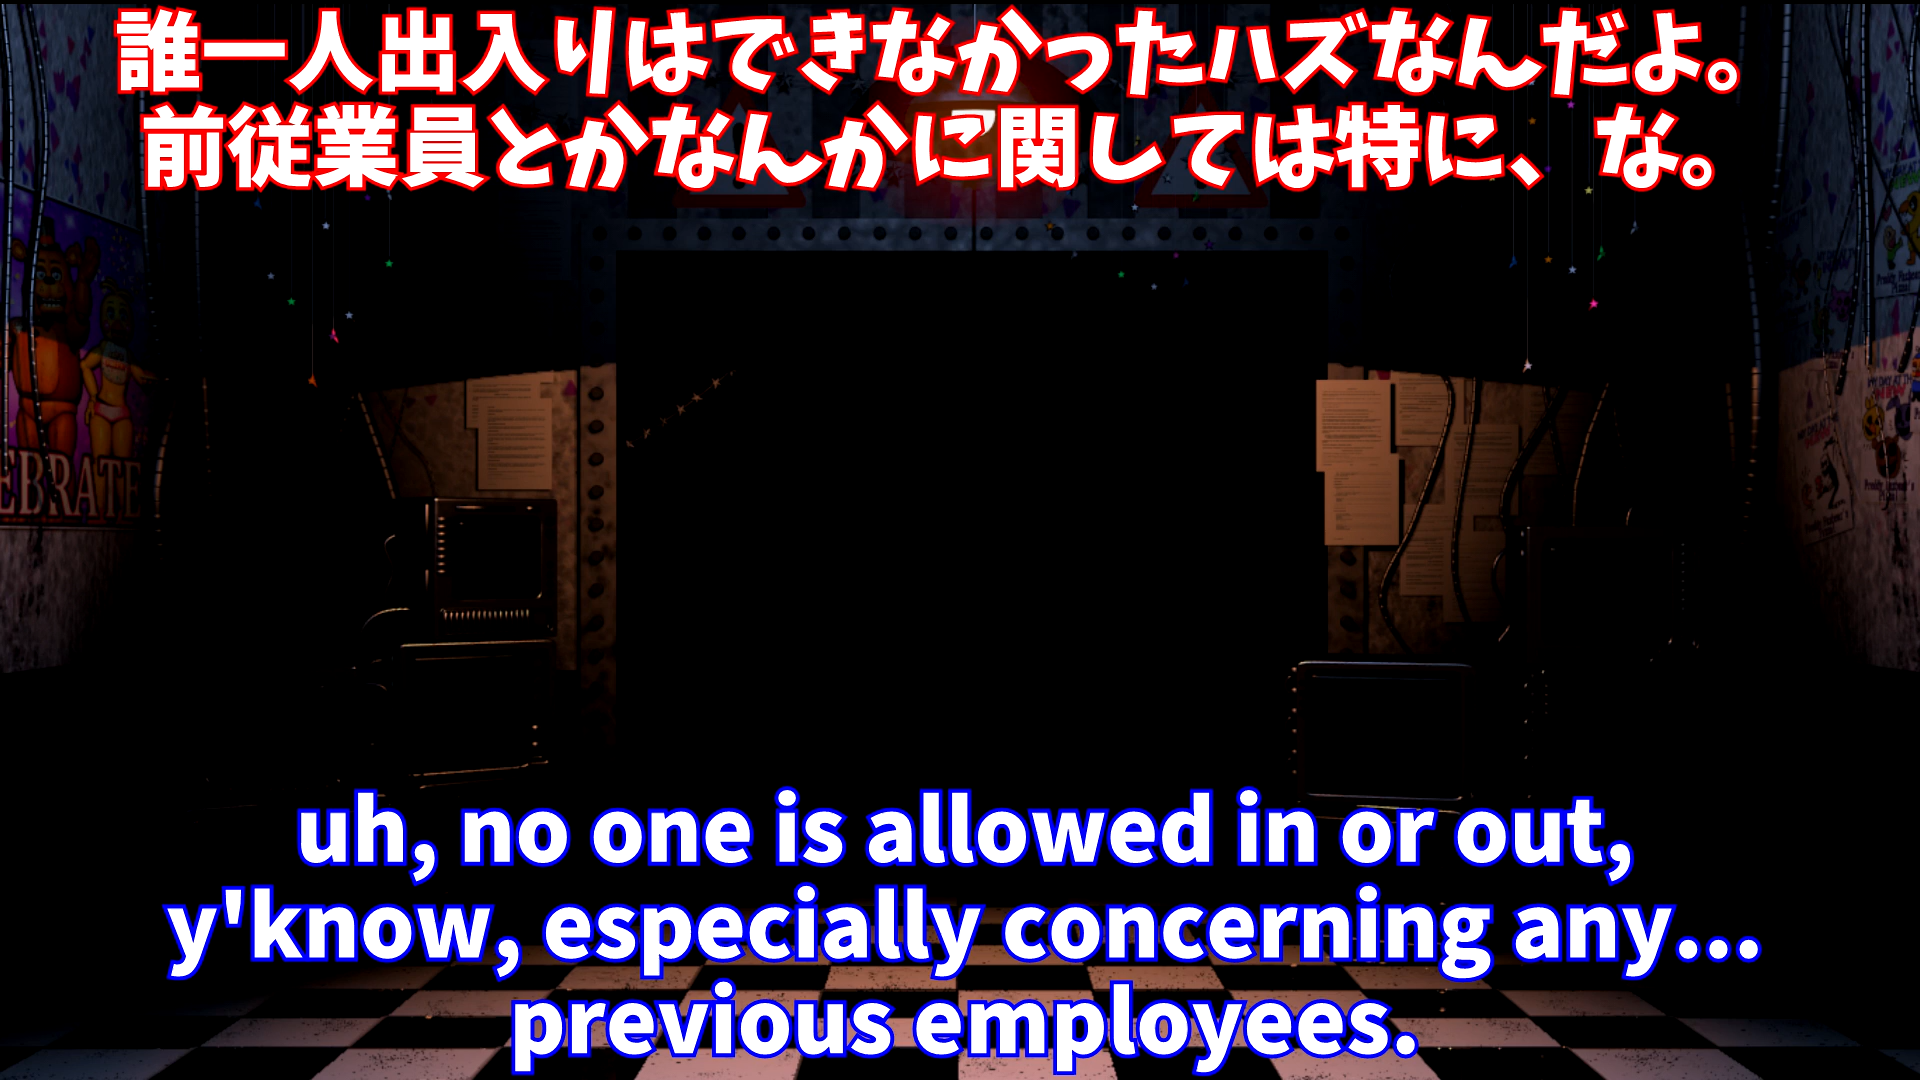 誰一人出入りはできなかったハズなんだよ。
前従業員とかなんかに関しては特に、な。
EBRATE
uh, no one is allowed in or out,
y'know, especially concerning any...
previous employees.